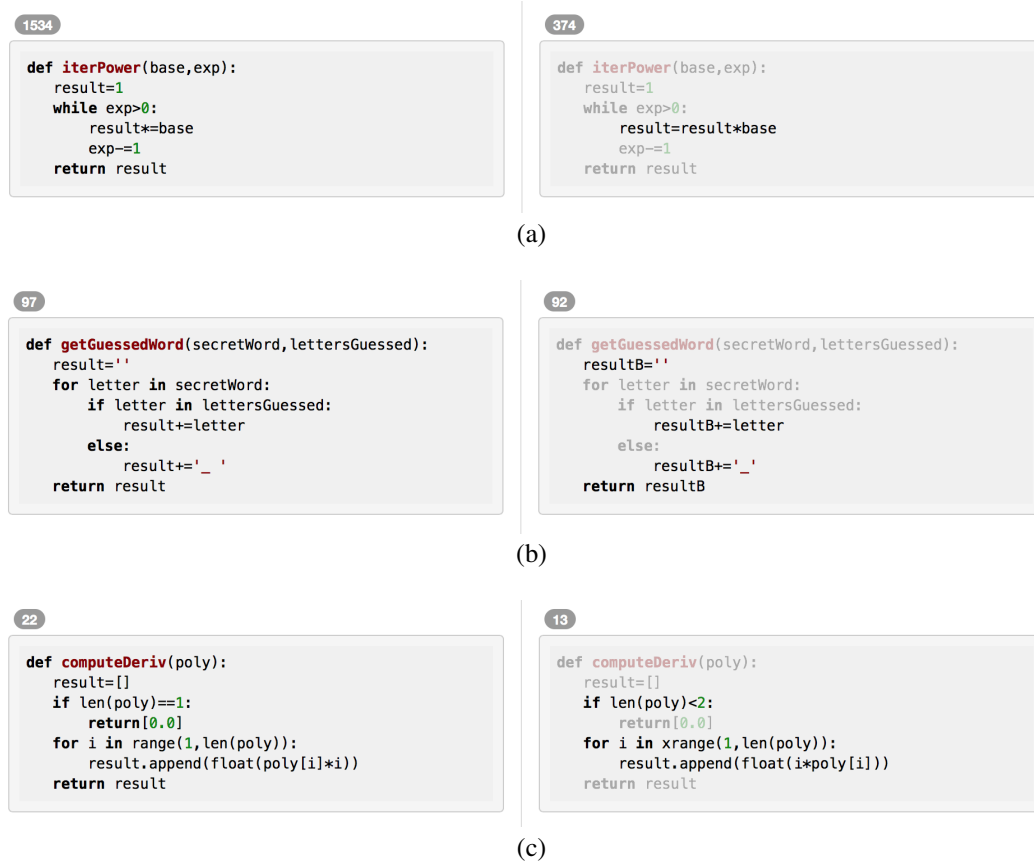 1534
def iterPower(base,exp):
    result=1
    while exp>0:
        result*=base
        exp-=1
    return result
374
def iterPower(base,exp):
    result=1
    while exp>0:
        result=result*base
        exp-=1
    return result
(a)
97
def getGuessedWord(secretWord,lettersGuessed):
    result=''
    for letter in secretWord:
        if letter in lettersGuessed:
            result+=letter
        else:
            result+='_ '
    return result
92
def getGuessedWord(secretWord,lettersGuessed):
    resultB=''
    for letter in secretWord:
        if letter in lettersGuessed:
            resultB+=letter
        else:
            resultB+='_'
    return resultB
(b)
22
def computeDeriv(poly):
    result=[]
    if len(poly)==1:
        return[0.0]
    for i in range(1,len(poly)):
        result.append(float(poly[i]*i))
    return result
13
def computeDeriv(poly):
    result=[]
    if len(poly)<2:
        return[0.0]
    for i in xrange(1,len(poly)):
        result.append(float(i*poly[i]))
    return result
(c)